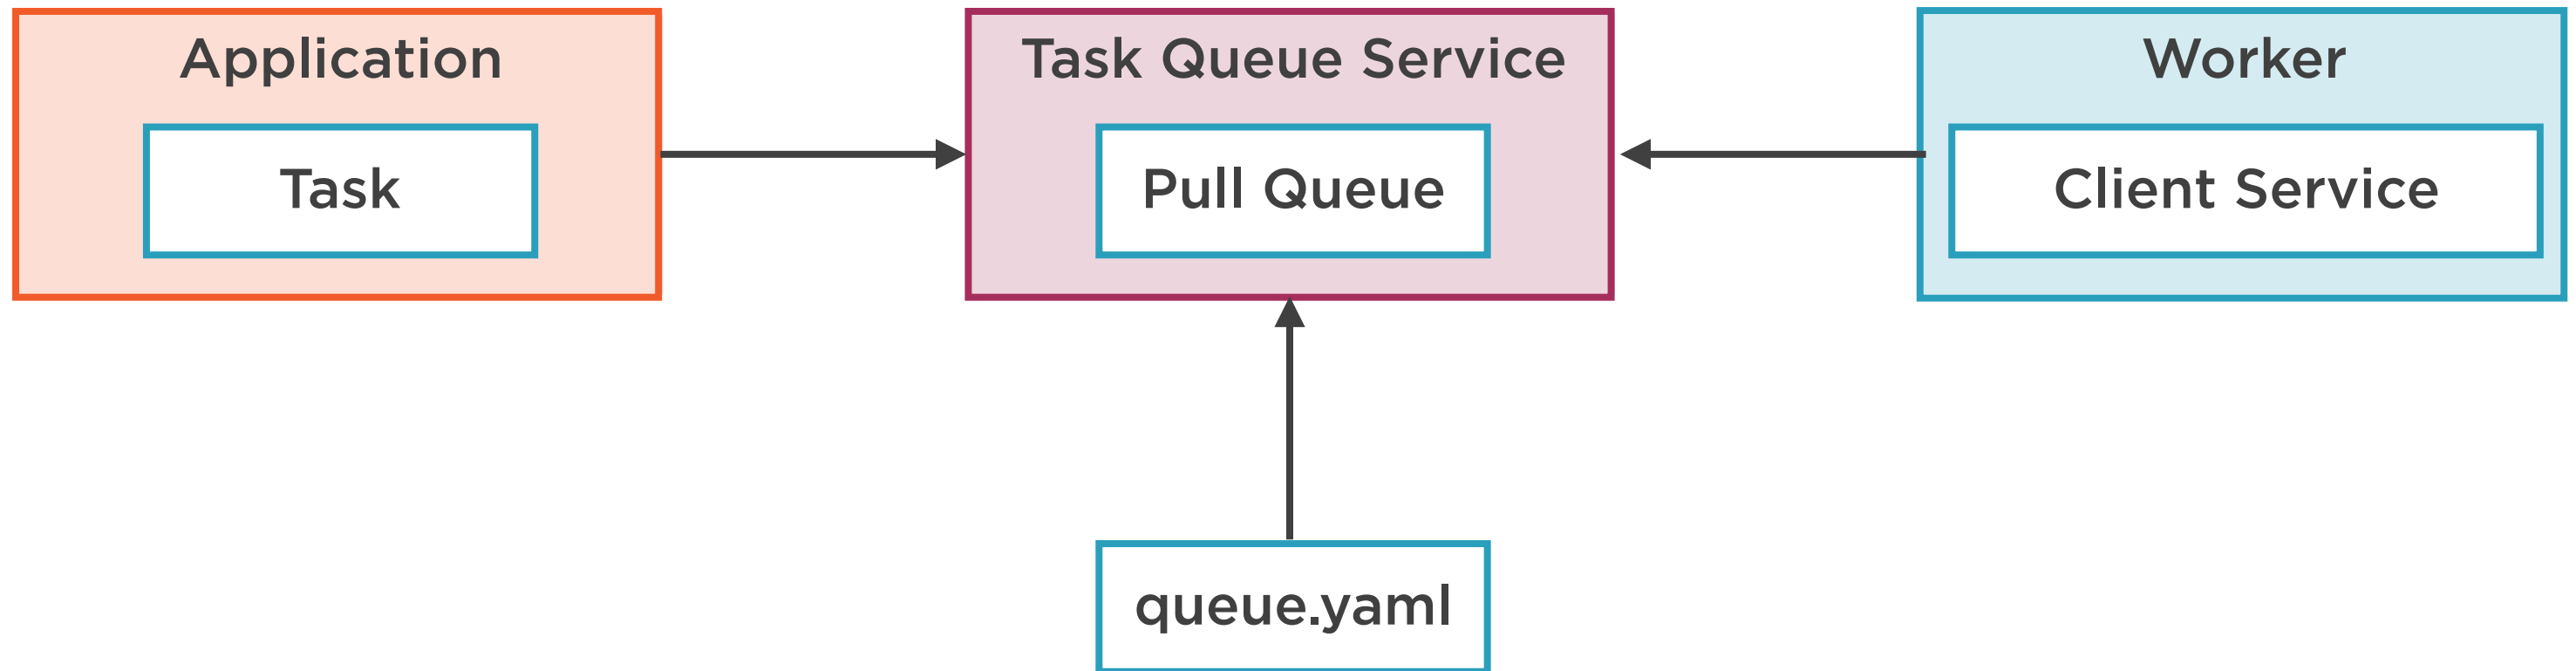 Application
Task
Task Queue Service
Pull Queue
Worker
Client Service
queue.yaml